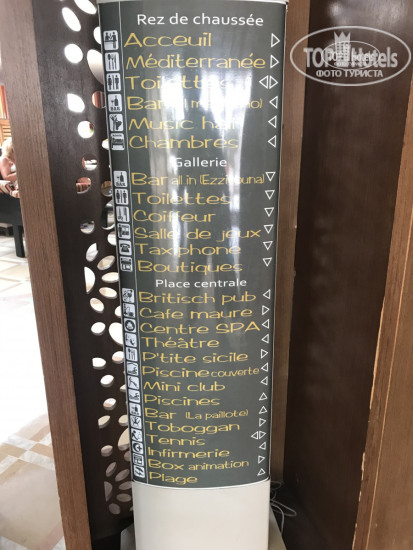 Rez de chaussée
Acceuil
Méditerranée
Toilettes
Bar
Music hall
Chambres
Gallerie
Bar all in (Ezzitouna)
Toilettes
Coiffeur
Salle de jeux
Taxiphone
Boutiques
Place centrale
Britisch pub
Cafe maure
Centre SPA
Théâtre
P'tite sicile
Piscine couverte
Mini club
Piscines
Bar (La paillote)
Toboggan
Tennis
Infirmerie
Box animation
Plage
TOPHotels
ФОТО ТУРИСТА